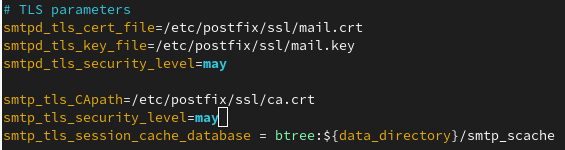 # TLS parameters
smtpd_tls_cert_file=/etc/postfix/ssl/mail.crt
smtpd_tls_key_file=/etc/postfix/ssl/mail.key
smtpd_tls_security_level=may

smtp_tls_CApath=/etc/postfix/ssl/ca.crt
smtp_tls_security_level=may
smtp_tls_session_cache_database = btree:${data_directory}/smtp_scache